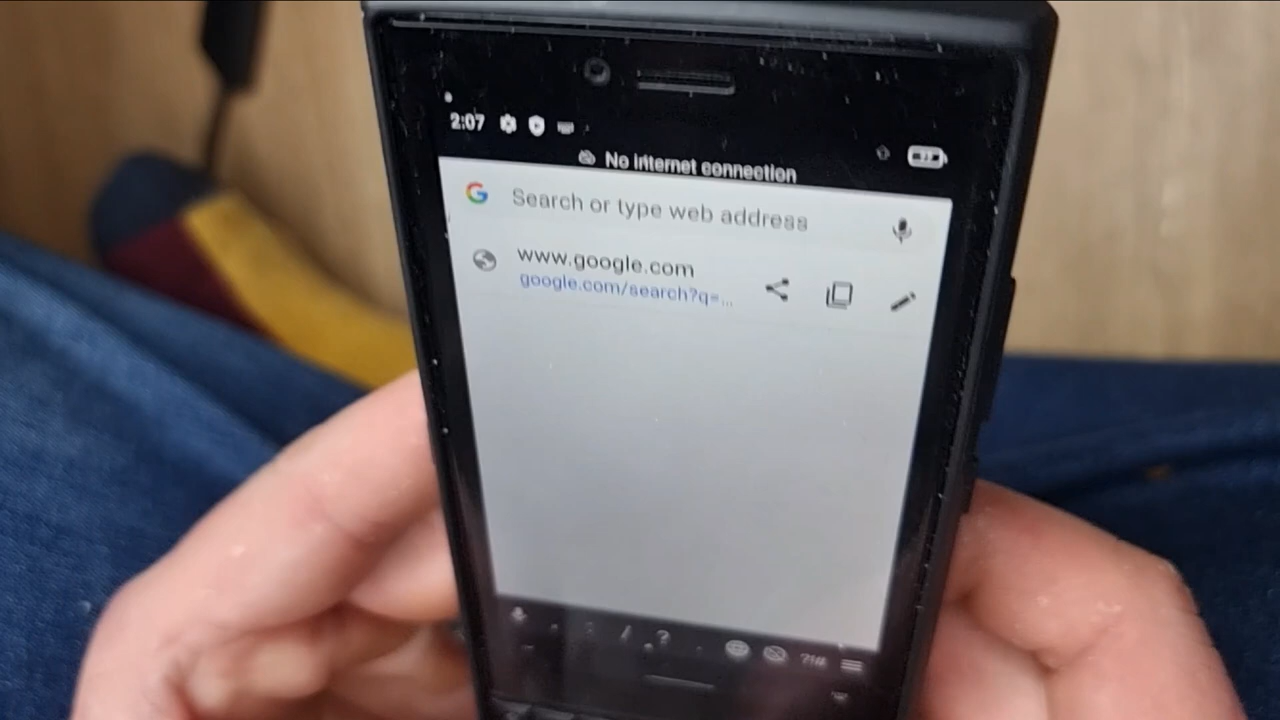 2:07
No internet connection
Search or type web address
www.google.com
google.com/search?q=...
?!#